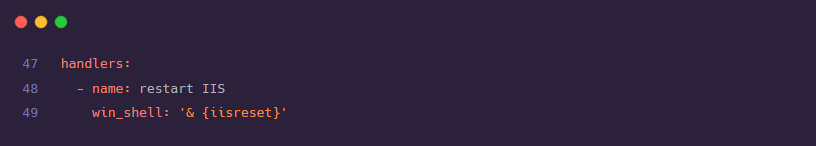 47 handlers:
48   - name: restart IIS
49     win_shell: '& {iisreset}'